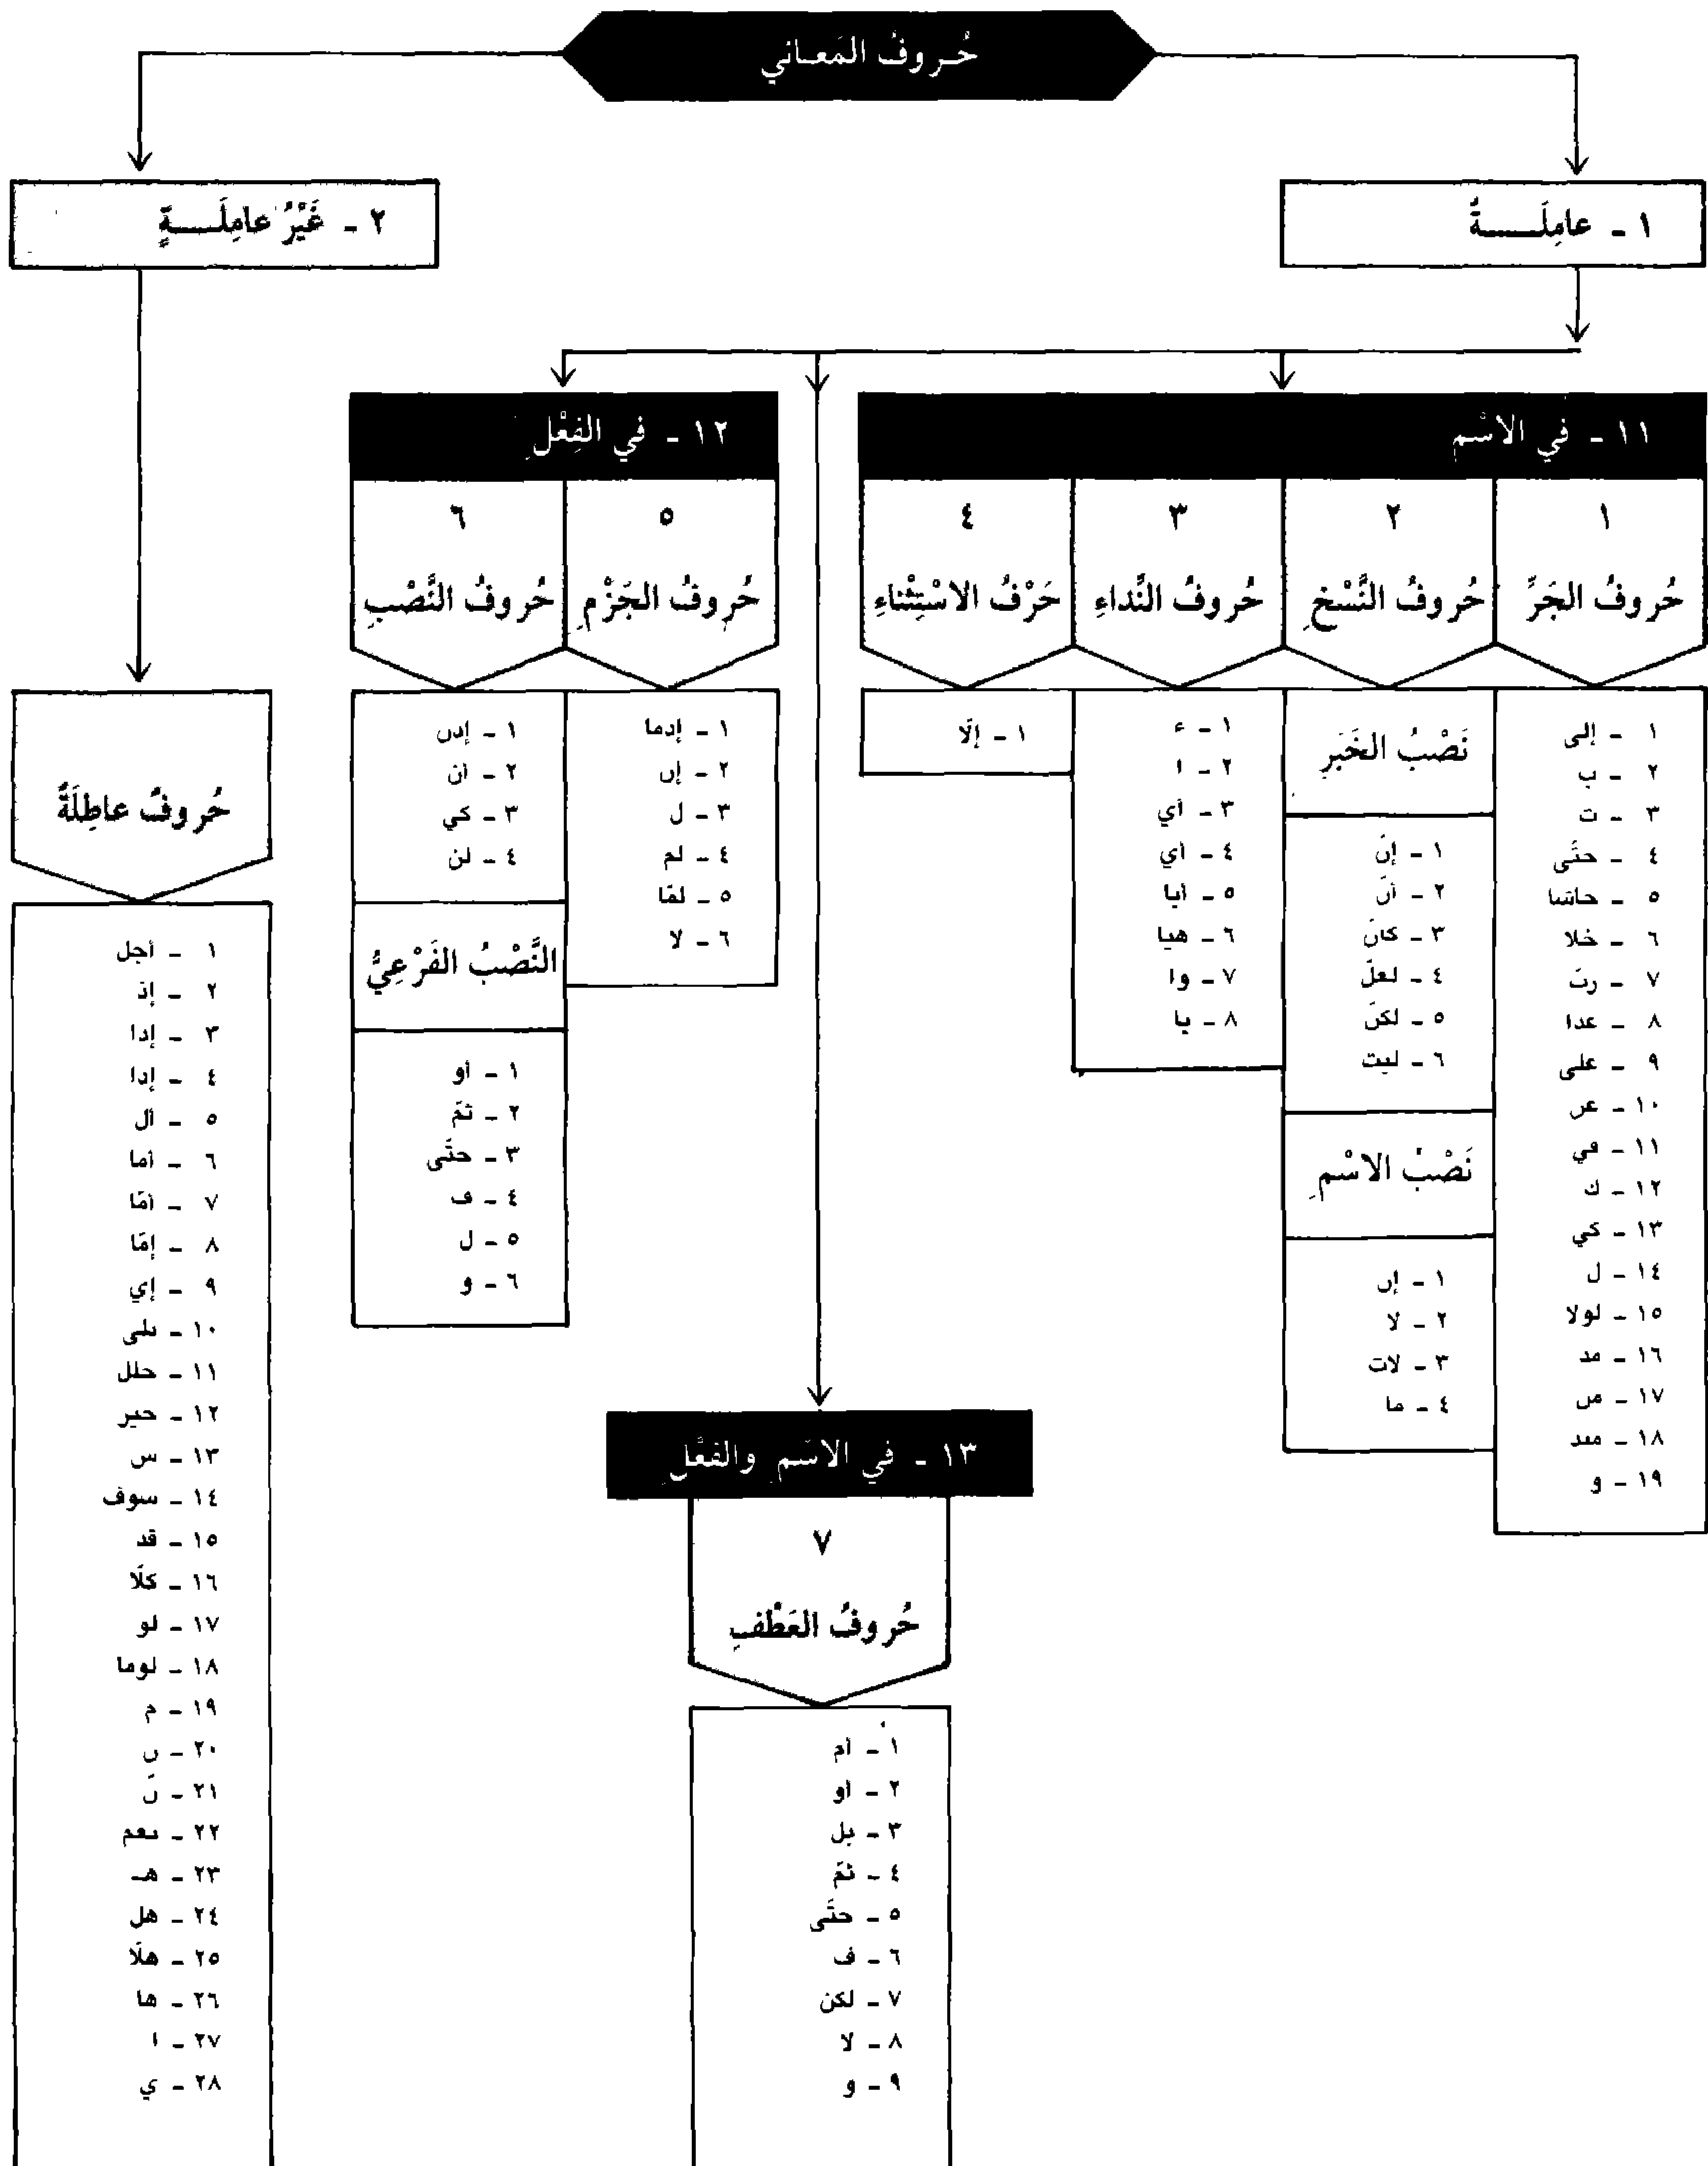 حُروفُ المَعاني
١ - عامِلَـــةٌ
٢ - غَيْرُ عامِلَـــةٍ
١١ - في الاسْمِ
١٢ - في الفِعْلِ
١
حُروفُ الجَرِّ
٢
حُروفُ النَّسْخِ
٣
حُروفُ النِّداءِ
٤
حَرْفُ الاسْتِثْناءِ
٥
حُروفُ الجَزْمِ
٦
حُروفُ النَّصْبِ
١ - إلى
٢ - ب
٣ - ت
٤ - حتَّى
٥ - حاشا
٦ - خلا
٧ - ربّ
٨ - عدا
٩ - على
١٠ - عن
١١ - في
١٢ - ك
١٣ - كي
١٤ - ل
١٥ - لولا
١٦ - مذ
١٧ - من
١٨ - منذ
١٩ - و
نَصْبُ الخَبَرِ
١ - إنّ
٢ - أنّ
٣ - كأنّ
٤ - لعلّ
٥ - لكنّ
٦ - ليت
نَصْبُ الاسْمِ
١ - إن
٢ - لا
٣ - لات
٤ - ما
١ - ء
٢ - ا
٣ - أي
٤ - آي
٥ - أيا
٦ - هيا
٧ - وا
٨ - يا
١ - إلّا
١ - إذما
٢ - إن
٣ - ل
٤ - لم
٥ - لمّا
٦ - لا
١ - إذن
٢ - أن
٣ - كي
٤ - لن
النَّصْبُ الفَرْعِيُّ
١ - أو
٢ - ثمّ
٣ - حتَّى
٤ - ف
٥ - ل
٦ - و
حُروفٌ عاطِلَةٌ
١ - أجل
٢ - إذ
٣ - إذا
٤ - إذا
٥ - أل
٦ - أما
٧ - أمّا
٨ - إمّا
٩ - إي
١٠ - بلى
١١ - جلل
١٢ - جير
١٣ - س
١٤ - سوف
١٥ - قد
١٦ - كلّا
١٧ - لو
١٨ - لوما
١٩ - م
٢٠ - ن
٢١ - نّ
٢٢ - نعم
٢٣ - هـ
٢٤ - هل
٢٥ - هلّا
٢٦ - ها
٢٧ - ا
٢٨ - ي
١٣ - في الاسْمِ والفعْلِ
٧
حُروفُ العَطْفِ
١ - أم
٢ - أو
٣ - بل
٤ - ثمّ
٥ - حتَّى
٦ - ف
٧ - لكن
٨ - لا
٩ - و